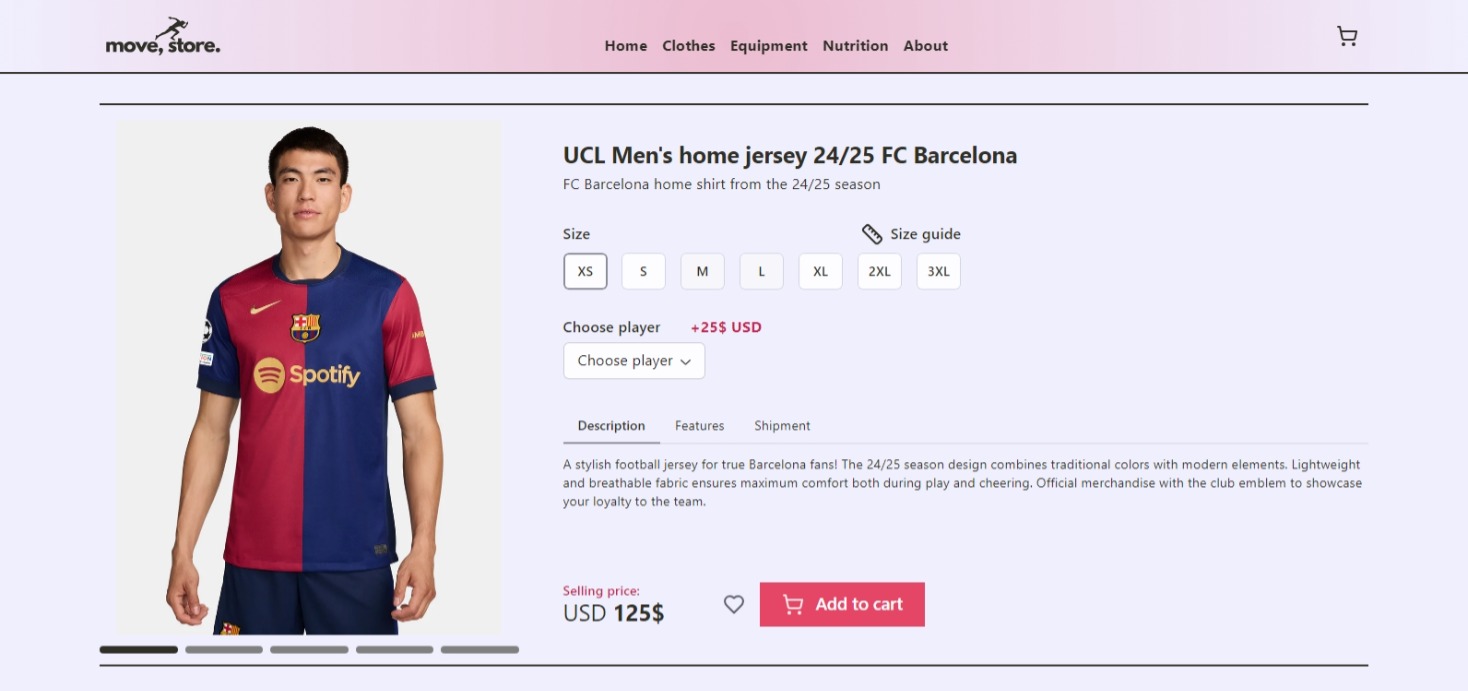 move, store.
Home Clothes Equipment Nutrition About
UCL Men's home jersey 24/25 FC Barcelona
FC Barcelona home shirt from the 24/25 season
Size Size guide
XS S M L XL 2XL 3XL
Choose player +25$ USD
Choose player
Spotify
Description Features Shipment
A stylish football jersey for true Barcelona fans! The 24/25 season design combines traditional colors with modern elements. Lightweight
and breathable fabric ensures maximum comfort both during play and cheering. Official merchandise with the club emblem to showcase
your loyalty to the team.
Selling price:
USD 125$
Add to cart